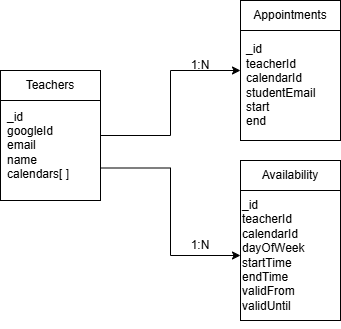 Appointments
_id
teacherId
calendarId
studentEmail
start
end
1:N
Teachers
_id
googleId
email
name
calendars[ ]
1:N
Availability
_id
teacherId
calendarId
dayOfWeek
startTime
endTime
validFrom
validUntil